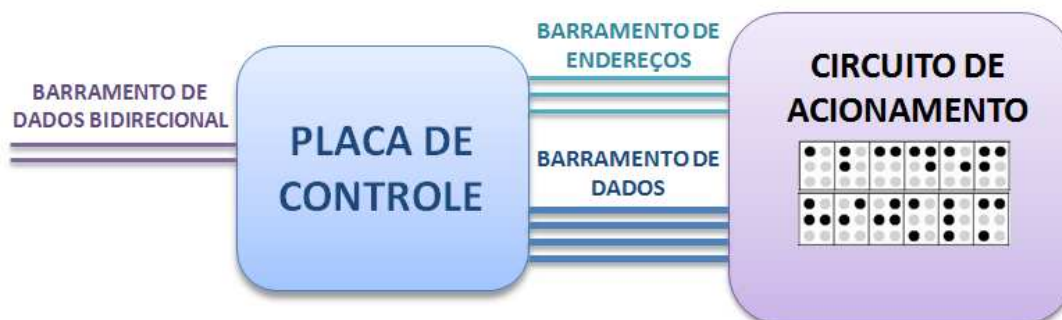 BARRAMENTO DE
DADOS BIDIRECIONAL
PLACA DE
CONTROLE
BARRAMENTO DE
ENDEREÇOS
BARRAMENTO DE
DADOS
CIRCUITO DE
ACIONAMENTO